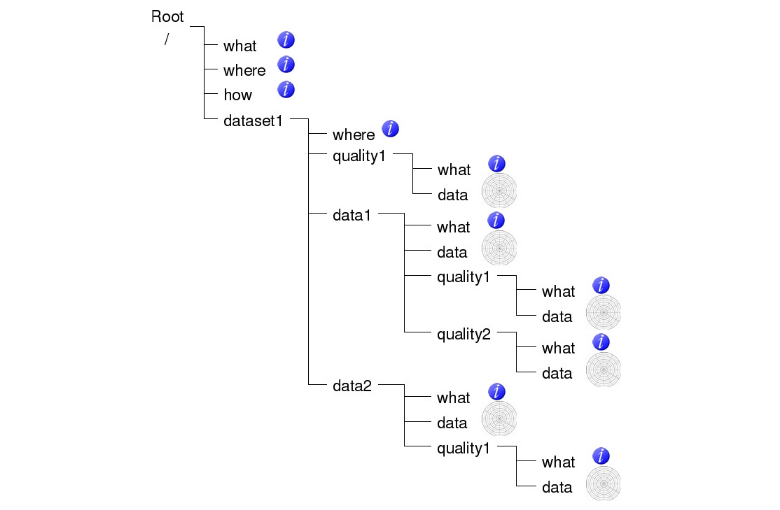 Root
/
what i
where i
how i
dataset1
where i
quality1
what i
data
data1
what i
data
quality1
what i
data
quality2
what i
data
data2
what i
data
quality1
what i
data